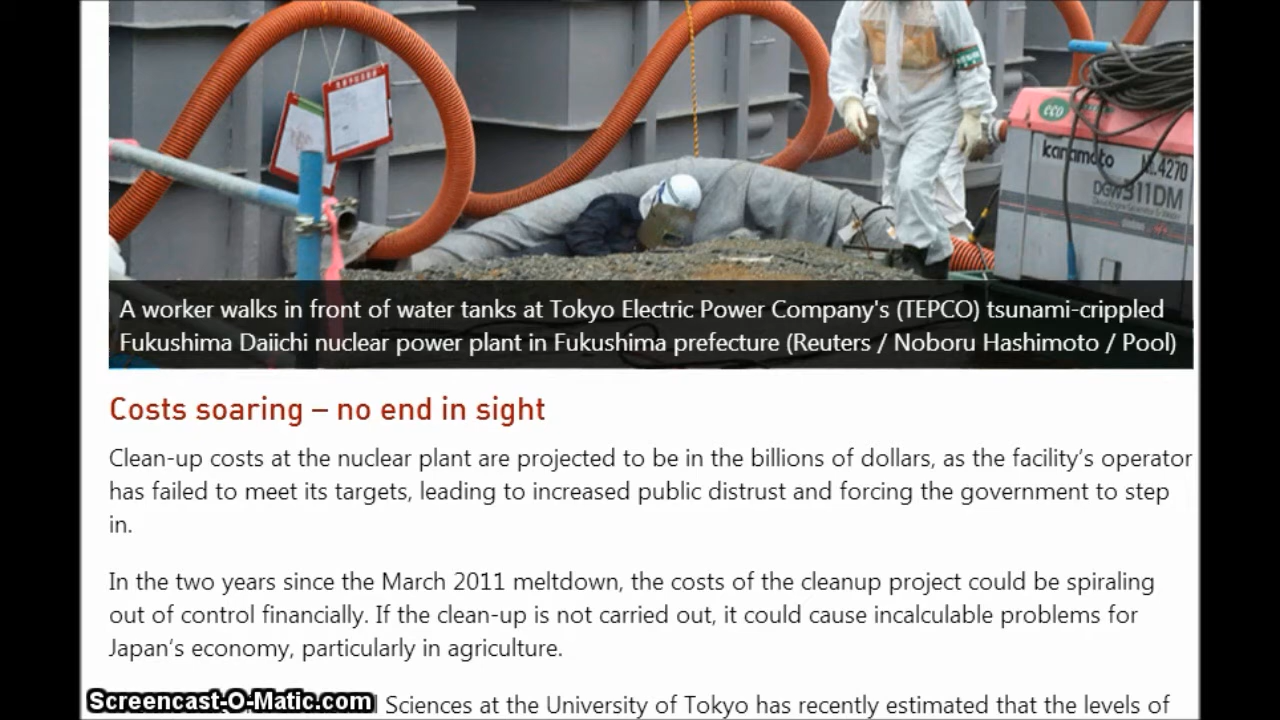 eco
kanamoto
No.4270
DGW311DM
A worker walks in front of water tanks at Tokyo Electric Power Company's (TEPCO) tsunami-crippled
Fukushima Daiichi nuclear power plant in Fukushima prefecture (Reuters / Noboru Hashimoto / Pool)
Costs soaring – no end in sight
Clean-up costs at the nuclear plant are projected to be in the billions of dollars, as the facility's operator
has failed to meet its targets, leading to increased public distrust and forcing the government to step
in.
In the two years since the March 2011 meltdown, the costs of the cleanup project could be spiraling
out of control financially. If the clean-up is not carried out, it could cause incalculable problems for
Japan's economy, particularly in agriculture.
Screencast-O-Matic.com
Sciences at the University of Tokyo has recently estimated that the levels of